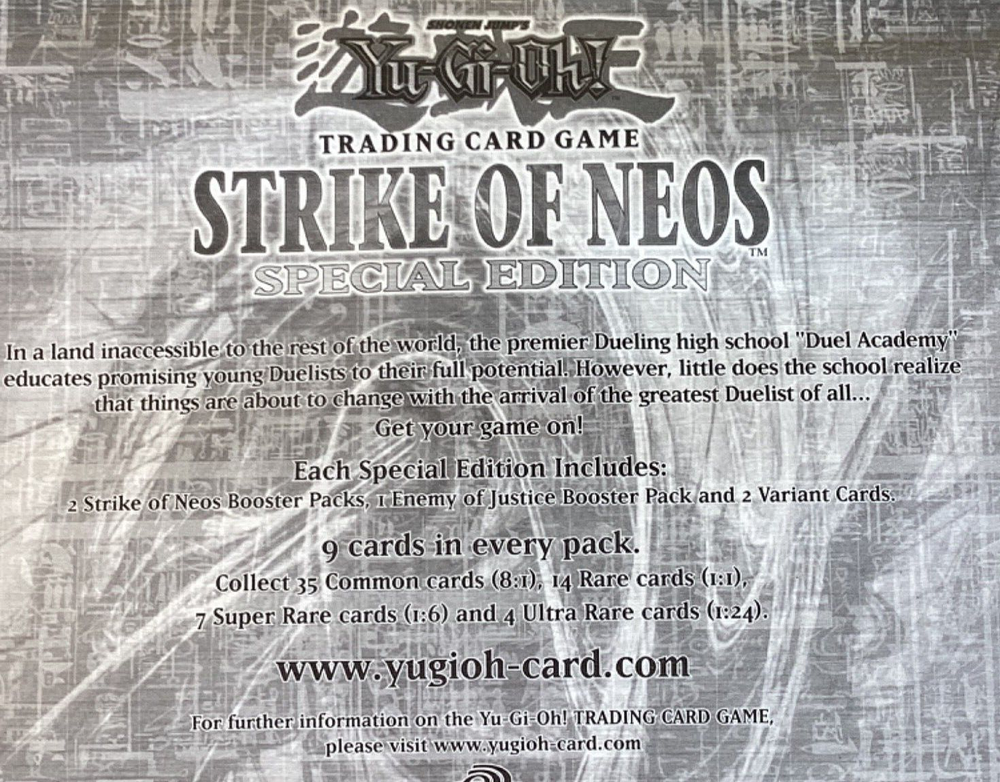 SHONEN JUMP'S
Yu-Gi-Oh!
TRADING CARD GAME
STRIKE OF NEOS
TM
SPECIAL EDITION
In a land inaccessible to the rest of the world, the premier Dueling high school "Duel Academy"
educates promising young Duelists to their full potential. However, little does the school realize
that things are about to change with the arrival of the greatest Duelist of all...
Get your game on!
Each Special Edition Includes:
2 Strike of Neos Booster Packs, 1 Enemy of Justice Booster Pack and 2 Variant Cards.
9 cards in every pack.
Collect 35 Common cards (8:1), 14 Rare cards (1:1),
7 Super Rare cards (1:6) and 4 Ultra Rare cards (1:24).
www.yugioh-card.com
For further information on the Yu-Gi-Oh! TRADING CARD GAME,
please visit www.yugioh-card.com